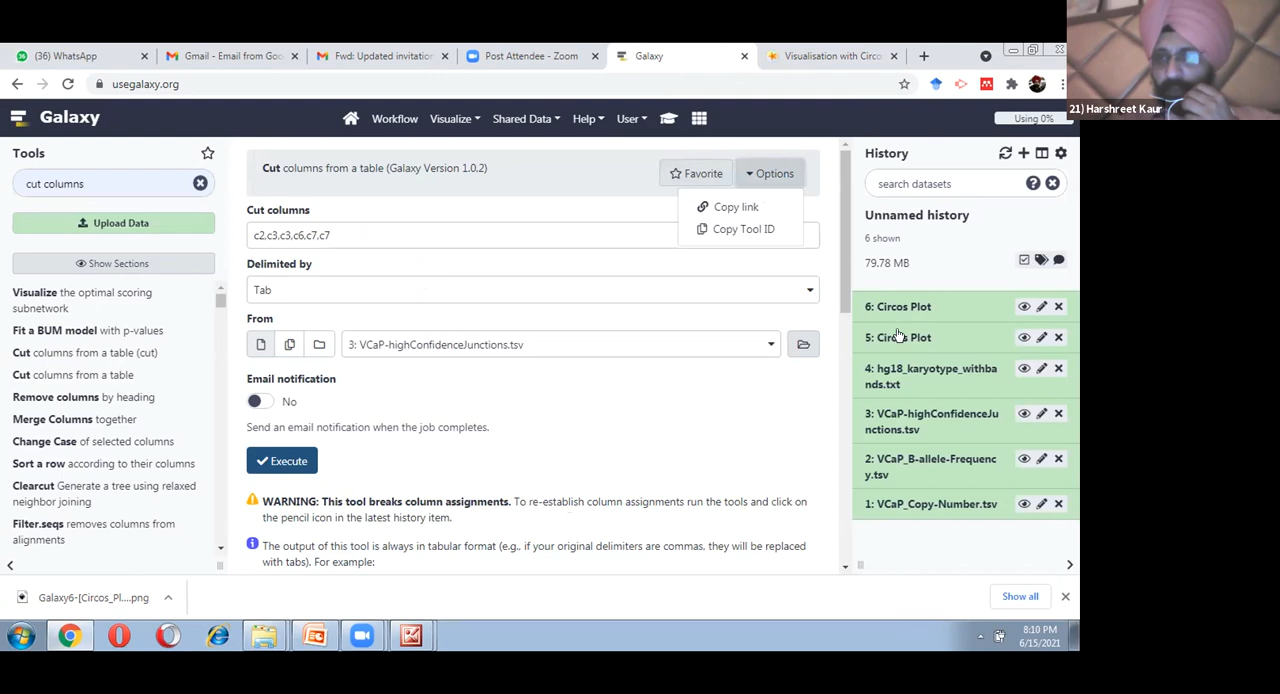 (36) WhatsApp
Gmail - Email from Goo
Fwd: Updated invitation
Post Attendee - Zoom
Galaxy
Visualisation with Circo
usegalaxy.org
21) Harshreet Kaur
Galaxy
Workflow
Visualize
Shared Data
Help
User
Using 0%
Tools
cut columns
Upload Data
Show Sections
Visualize the optimal scoring
subnetwork
Fit a BUM model with p-values
Cut columns from a table (cut)
Cut columns from a table
Remove columns by heading
Merge Columns together
Change Case of selected columns
Sort a row according to their columns
Clearcut Generate a tree using relaxed
neighbor joining
Filter.seqs removes columns from
alignments
Cut columns from a table (Galaxy Version 1.0.2)
Favorite
Options
Copy link
Copy Tool ID
Cut columns
c2,c3,c3,c6,c7,c7
Delimited by
Tab
From
3: VCaP-highConfidenceJunctions.tsv
Email notification
No
Send an email notification when the job completes.
Execute
WARNING: This tool breaks column assignments. To re-establish column assignments run the tools and click on
the pencil icon in the latest history item.
The output of this tool is always in tabular format (e.g., if your original delimiters are commas, they will be replaced
with tabs). For example:
History
search datasets
Unnamed history
6 shown
79.78 MB
6: Circos Plot
5: Circos Plot
4: hg18_karyotype_withba
nds.txt
3: VCaP-highConfidenceJu
nctions.tsv
2: VCaP_B-allele-Frequenc
y.tsv
1: VCaP_Copy-Number.tsv
Galaxy6-[Circos_Pl....png
Show all
8:10 PM
6/15/2021